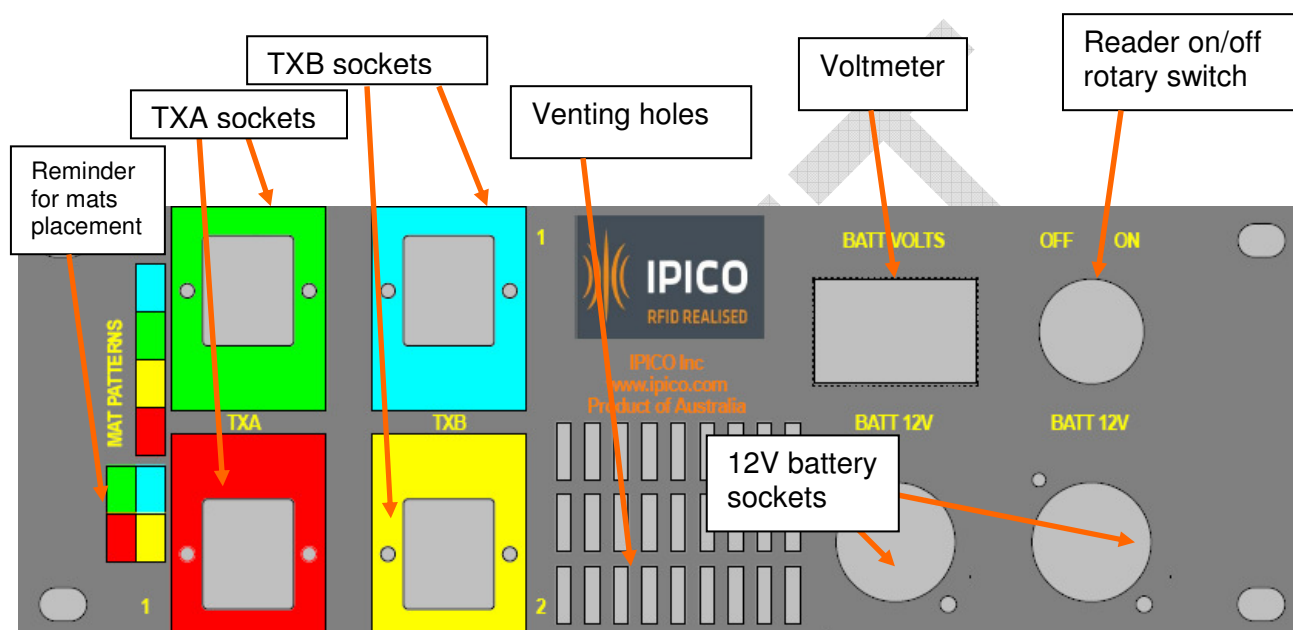 TXB sockets
TXA sockets
Reminder
for mats
placement
Venting holes
Voltmeter
Reader on/off
rotary switch
1
IPICO
RFID REALISED
BATT VOLTS
OFF ON
MAT PATTERNS
IPICO Inc
www.ipico.com
Product of Australia
TXA
TXB
BATT 12V
BATT 12V
12V battery
sockets
1
2